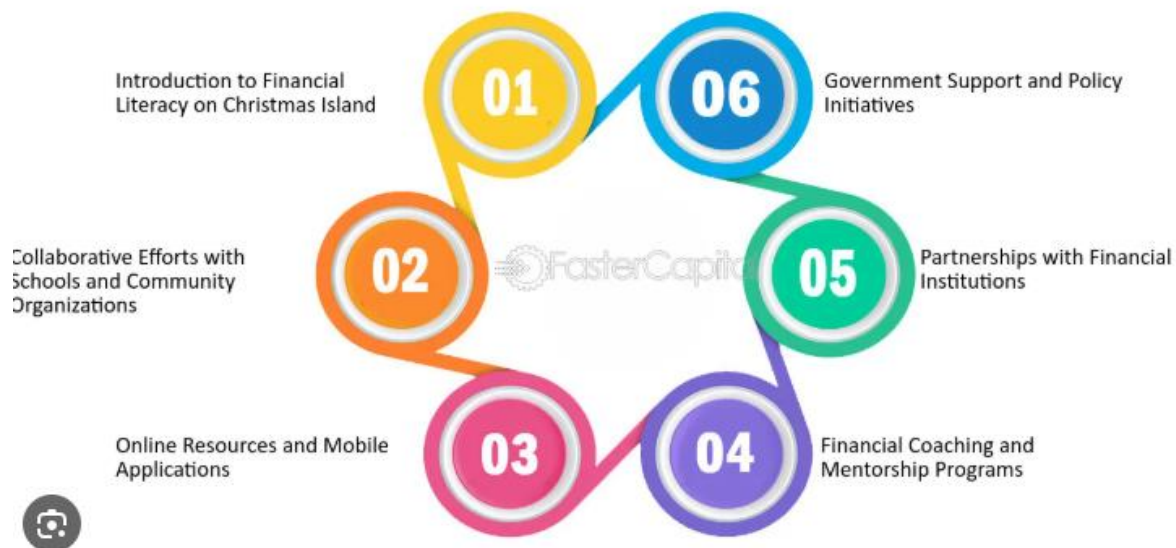 01
Introduction to Financial
Literacy on Christmas Island
02
Collaborative Efforts with
Schools and Community
Organizations
03
Online Resources and Mobile
Applications
04
Financial Coaching and
Mentorship Programs
05
Partnerships with Financial
Institutions
06
Government Support and Policy
Initiatives
FasterCapita